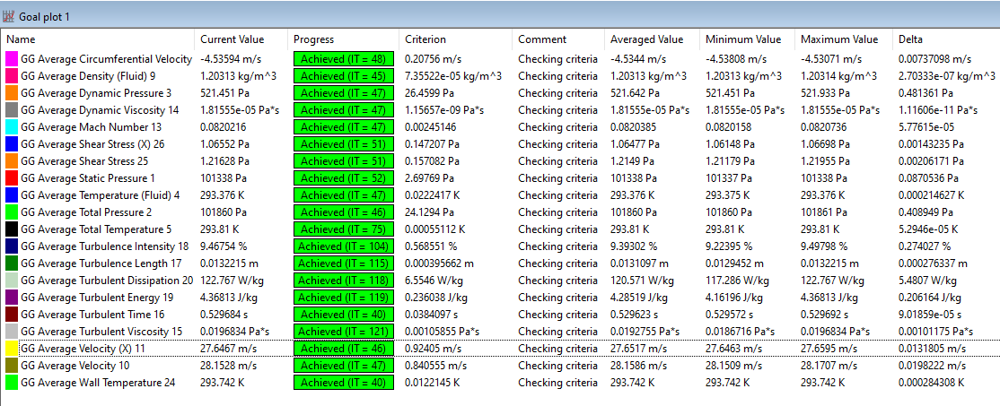 Goal plot 1
Name Current Value Progress Criterion Comment Averaged Value Minimum Value Maximum Value Delta
GG Average Circumferential Velocity -4.53594 m/s Achieved (IT = 48) 0.20756 m/s Checking criteria -4.5344 m/s -4.53808 m/s -4.53071 m/s 0.00737098 m/s
GG Average Density (Fluid) 9 1.20313 kg/m^3 Achieved (IT = 45) 7.35522e-05 kg/m^3 Checking criteria 1.20313 kg/m^3 1.20313 kg/m^3 1.20314 kg/m^3 2.70333e-07 kg/m^3
GG Average Dynamic Pressure 3 521.451 Pa Achieved (IT = 47) 26.4599 Pa Checking criteria 521.642 Pa 521.451 Pa 521.933 Pa 0.481361 Pa
GG Average Dynamic Viscosity 14 1.81555e-05 Pa*s Achieved (IT = 47) 1.15657e-09 Pa*s Checking criteria 1.81555e-05 Pa*s 1.81555e-05 Pa*s 1.81555e-05 Pa*s 1.11606e-11 Pa*s
GG Average Mach Number 13 0.0820216 Achieved (IT = 47) 0.00245146 Checking criteria 0.0820385 0.0820158 0.0820736 5.77615e-05
GG Average Shear Stress (X) 26 1.06552 Pa Achieved (IT = 51) 0.147207 Pa Checking criteria 1.06477 Pa 1.06148 Pa 1.06698 Pa 0.00143235 Pa
GG Average Shear Stress 25 1.21628 Pa Achieved (IT = 51) 0.157082 Pa Checking criteria 1.2149 Pa 1.21179 Pa 1.21955 Pa 0.00206171 Pa
GG Average Static Pressure 1 101338 Pa Achieved (IT = 52) 2.69769 Pa Checking criteria 101338 Pa 101337 Pa 101338 Pa 0.0870536 Pa
GG Average Temperature (Fluid) 4 293.376 K Achieved (IT = 47) 0.0222417 K Checking criteria 293.376 K 293.375 K 293.376 K 0.000214627 K
GG Average Total Pressure 2 101860 Pa Achieved (IT = 46) 24.1294 Pa Checking criteria 101860 Pa 101860 Pa 101861 Pa 0.408949 Pa
GG Average Total Temperature 5 293.81 K Achieved (IT = 75) 0.00055112 K Checking criteria 293.81 K 293.81 K 293.81 K 5.2946e-05 K
GG Average Turbulence Intensity 18 9.46754 % Achieved (IT = 104) 0.568551 % Checking criteria 9.39302 % 9.22395 % 9.49798 % 0.274027 %
GG Average Turbulence Length 17 0.0132215 m Achieved (IT = 115) 0.000395662 m Checking criteria 0.0131097 m 0.0129452 m 0.0132215 m 0.000276337 m
GG Average Turbulent Dissipation 20 122.767 W/kg Achieved (IT = 118) 6.5546 W/kg Checking criteria 120.571 W/kg 117.286 W/kg 122.767 W/kg 5.4807 W/kg
GG Average Turbulent Energy 19 4.36813 J/kg Achieved (IT = 119) 0.236038 J/kg Checking criteria 4.28519 J/kg 4.16196 J/kg 4.36813 J/kg 0.206164 J/kg
GG Average Turbulent Time 16 0.529684 s Achieved (IT = 40) 0.0384097 s Checking criteria 0.529623 s 0.529572 s 0.529692 s 9.01859e-05 s
GG Average Turbulent Viscosity 15 0.0196834 Pa*s Achieved (IT = 121) 0.00105855 Pa*s Checking criteria 0.0192755 Pa*s 0.0186716 Pa*s 0.0196834 Pa*s 0.00101175 Pa*s
GG Average Velocity (X) 11 27.6467 m/s Achieved (IT = 46) 0.92405 m/s Checking criteria 27.6517 m/s 27.6463 m/s 27.6595 m/s 0.0131805 m/s
GG Average Velocity 10 28.1528 m/s Achieved (IT = 47) 0.840555 m/s Checking criteria 28.1586 m/s 28.1509 m/s 28.1707 m/s 0.0198222 m/s
GG Average Wall Temperature 24 293.742 K Achieved (IT = 40) 0.0122145 K Checking criteria 293.742 K 293.742 K 293.742 K 0.000284308 K